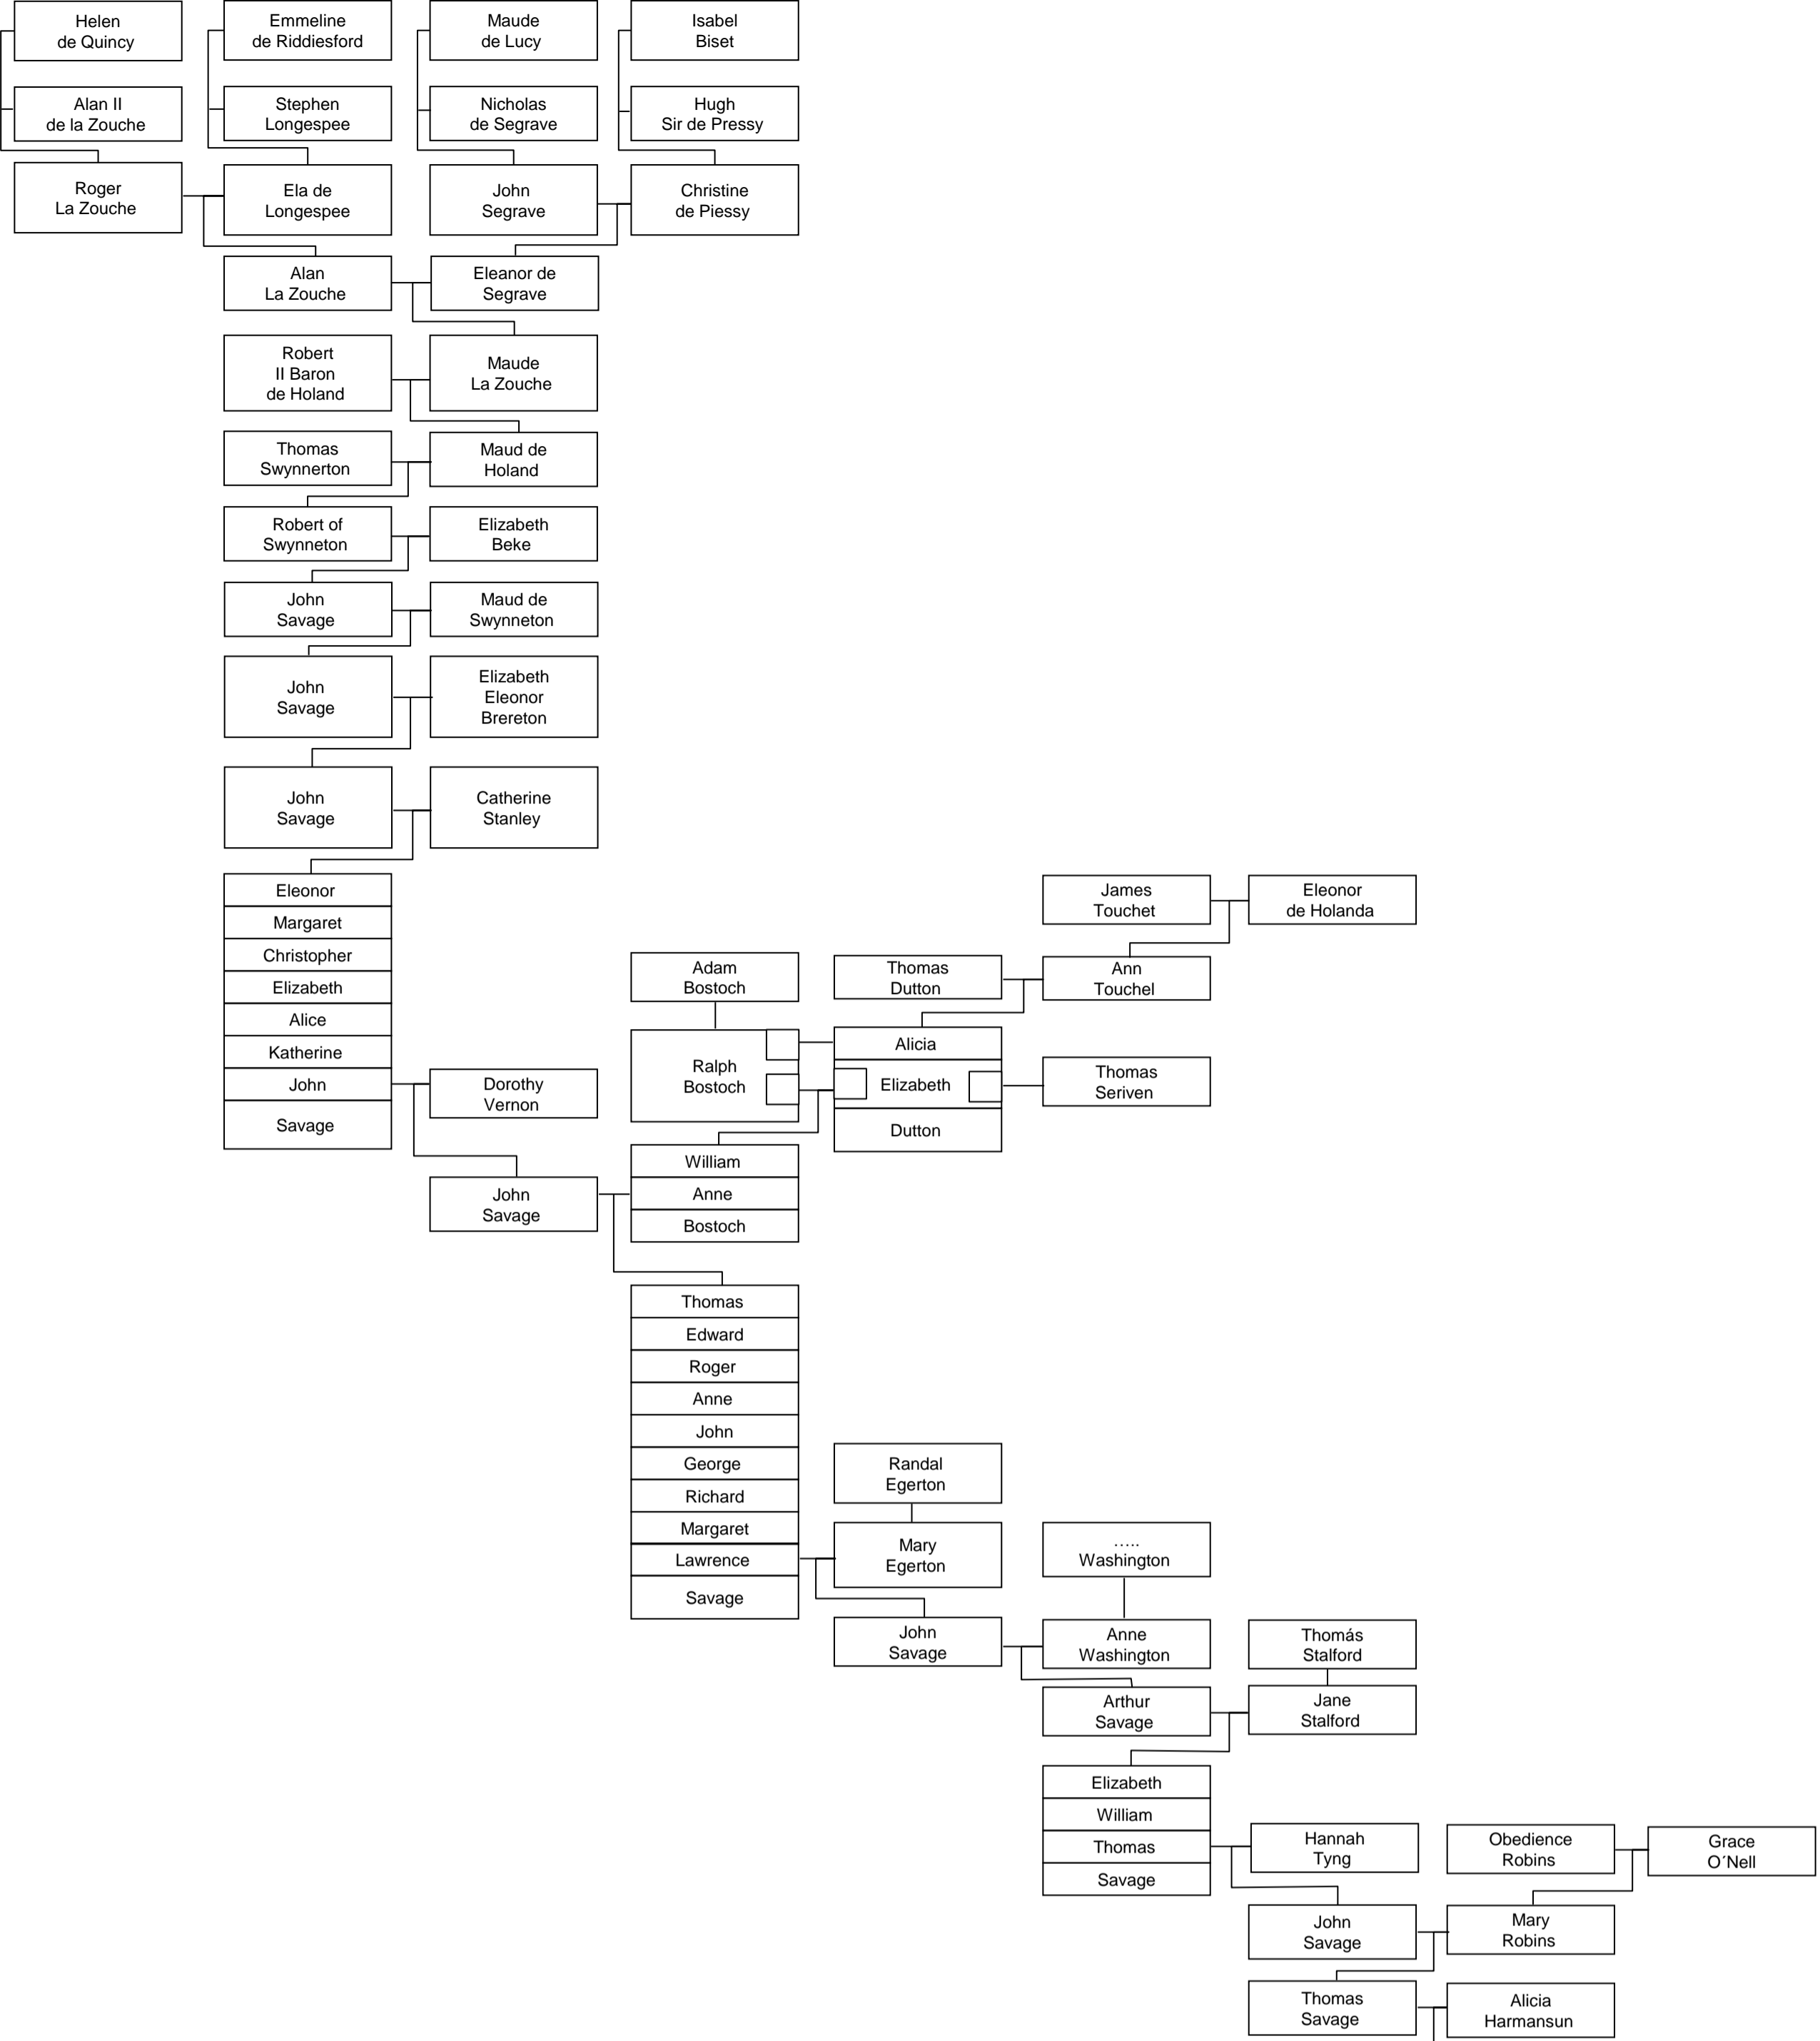 Helen
de Quincy
Emmeline
de Riddiesford
Maude
de Lucy
Isabel
Biset
Alan II
de la Zouche
Stephen
Longespee
Nicholas
de Segrave
Hugh
Sir de Pressy
Roger
La Zouche
Ela de
Longespee
John
Segrave
Christine
de Piessy
Alan
La Zouche
Eleanor de
Segrave
Robert
II Baron
de Holand
Maude
La Zouche
Thomas
Swynnerton
Maud de
Holand
Robert of
Swynneton
Elizabeth
Beke
John
Savage
Maud de
Swynneton
John
Savage
Elizabeth
Eleonor
Brereton
John
Savage
Catherine
Stanley
Eleonor
Margaret
Christopher
Elizabeth
Alice
Katherine
John
Savage
Dorothy
Vernon
James
Touchet
Eleonor
de Holanda
Adam
Bostoch
Thomas
Dutton
Ann
Touchel
Ralph
Bostoch
Alicia
Elizabeth
Dutton
Thomas
Seriven
John
Savage
William
Anne
Bostoch
Thomas
Edward
Roger
Anne
John
George
Richard
Margaret
Lawrence
Savage
Randal
Egerton
Mary
Egerton
.....
Washington
John
Savage
Anne
Washington
Thomás
Stalford
Arthur
Savage
Jane
Stalford
Elizabeth
William
Thomas
Savage
Hannah
Tyng
Obedience
Robins
Grace
O´Nell
John
Savage
Mary
Robins
Thomas
Savage
Alicia
Harmansun